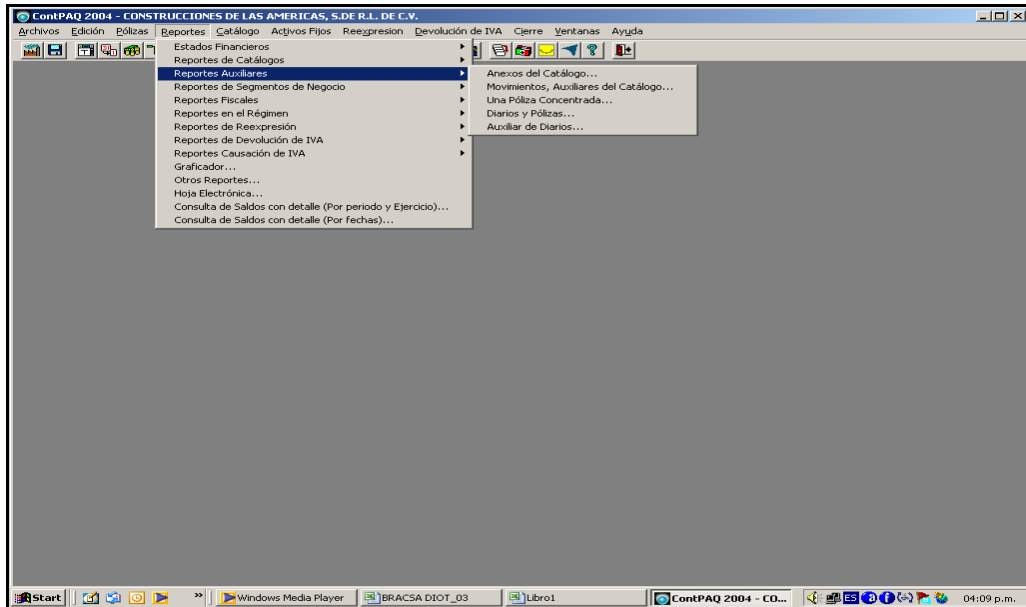 ContPAQ 2004 - CONSTRUCCIONES DE LAS AMERICAS, S.DE R.L. DE C.V.
Archivos Edición Pólizas Reportes Catálogo Activos Fijos Reexpresion Devolución de IVA Cierre Ventanas Ayuda
Estados Financieros
Reportes de Catálogos
Reportes Auxiliares
Reportes de Segmentos de Negocio
Reportes Fiscales
Reportes en el Régimen
Reportes de Reexpresión
Reportes de Devolución de IVA
Reportes Causación de IVA
Graficador...
Otros Reportes...
Hoja Electrónica...
Consulta de Saldos con detalle (Por periodo y Ejercicio)...
Consulta de Saldos con detalle (Por fechas)...
Anexos del Catálogo...
Movimientos, Auxiliares del Catálogo...
Una Póliza Concentrada...
Diarios y Pólizas...
Auxiliar de Diarios...
Start » Windows Media Player BRACSA DIOT_03 Libro1 ContPAQ 2004 - CO... ES 04:09 p.m.